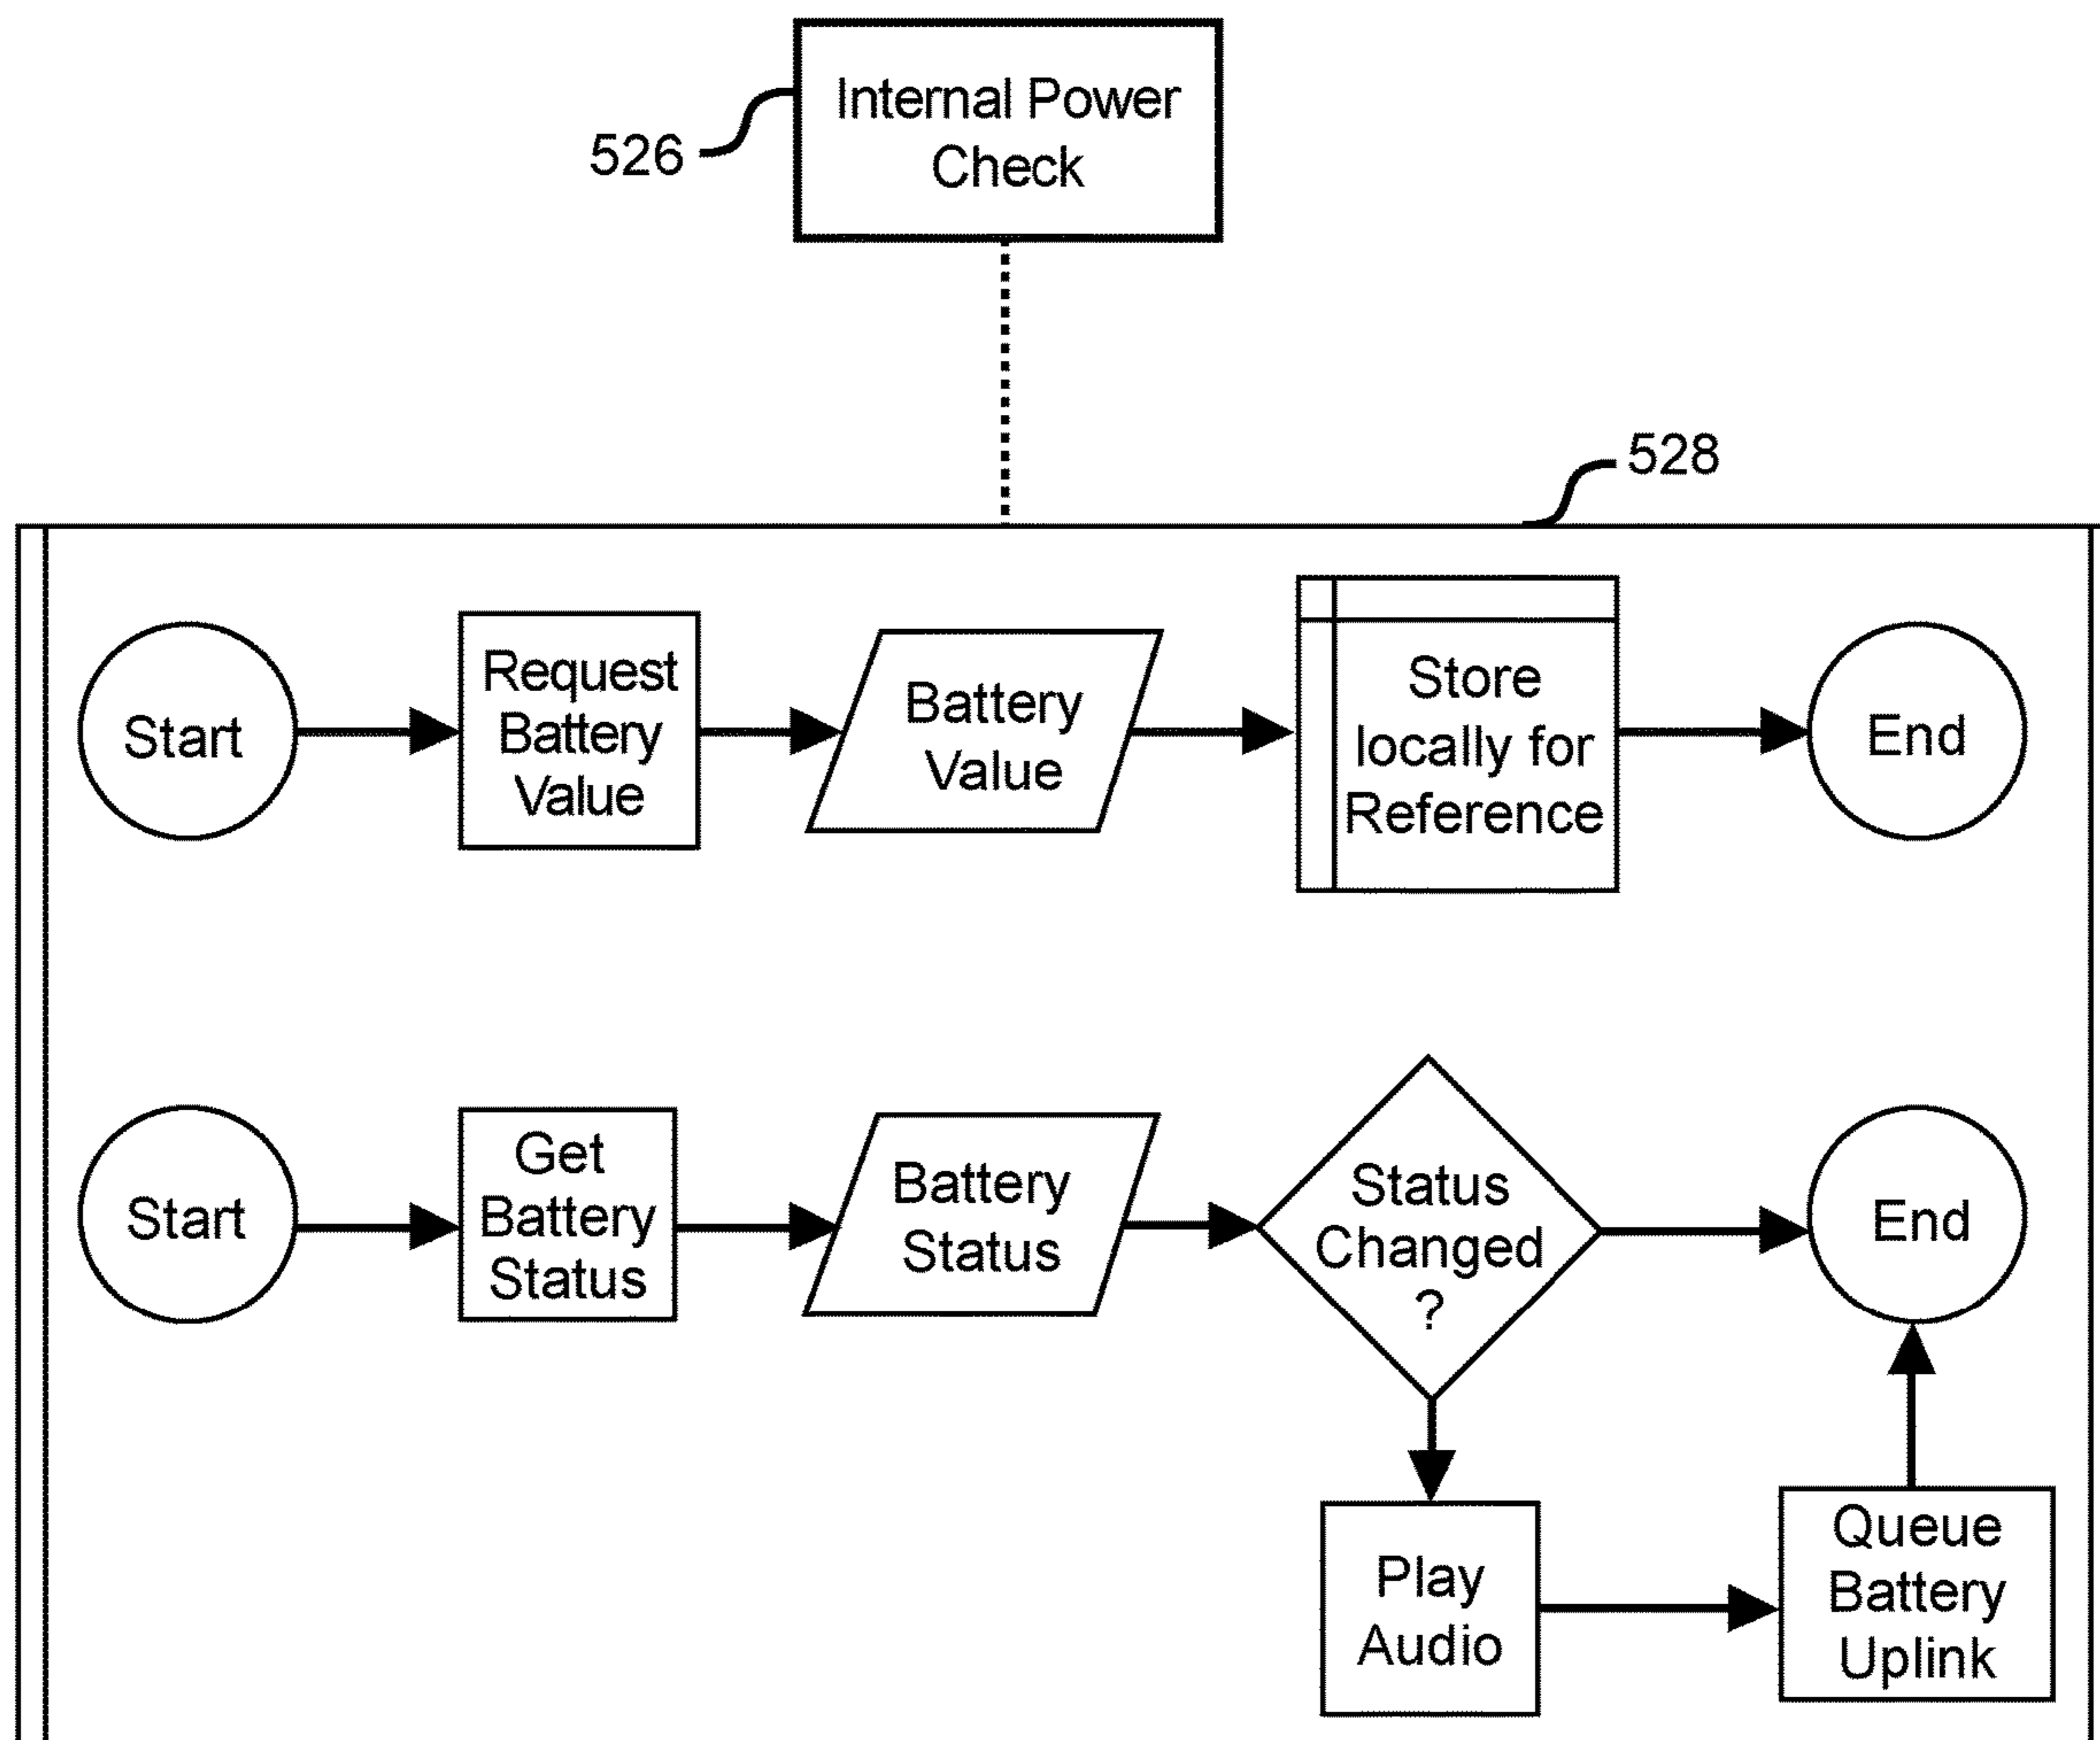 Internal Power
Check
526
528
Start
Request
Battery
Value
Battery
Value
Store
locally for
Reference
End
Start
Get
Battery
Status
Battery
Status
Status
Changed
?
End
Play
Audio
Queue
Battery
Uplink